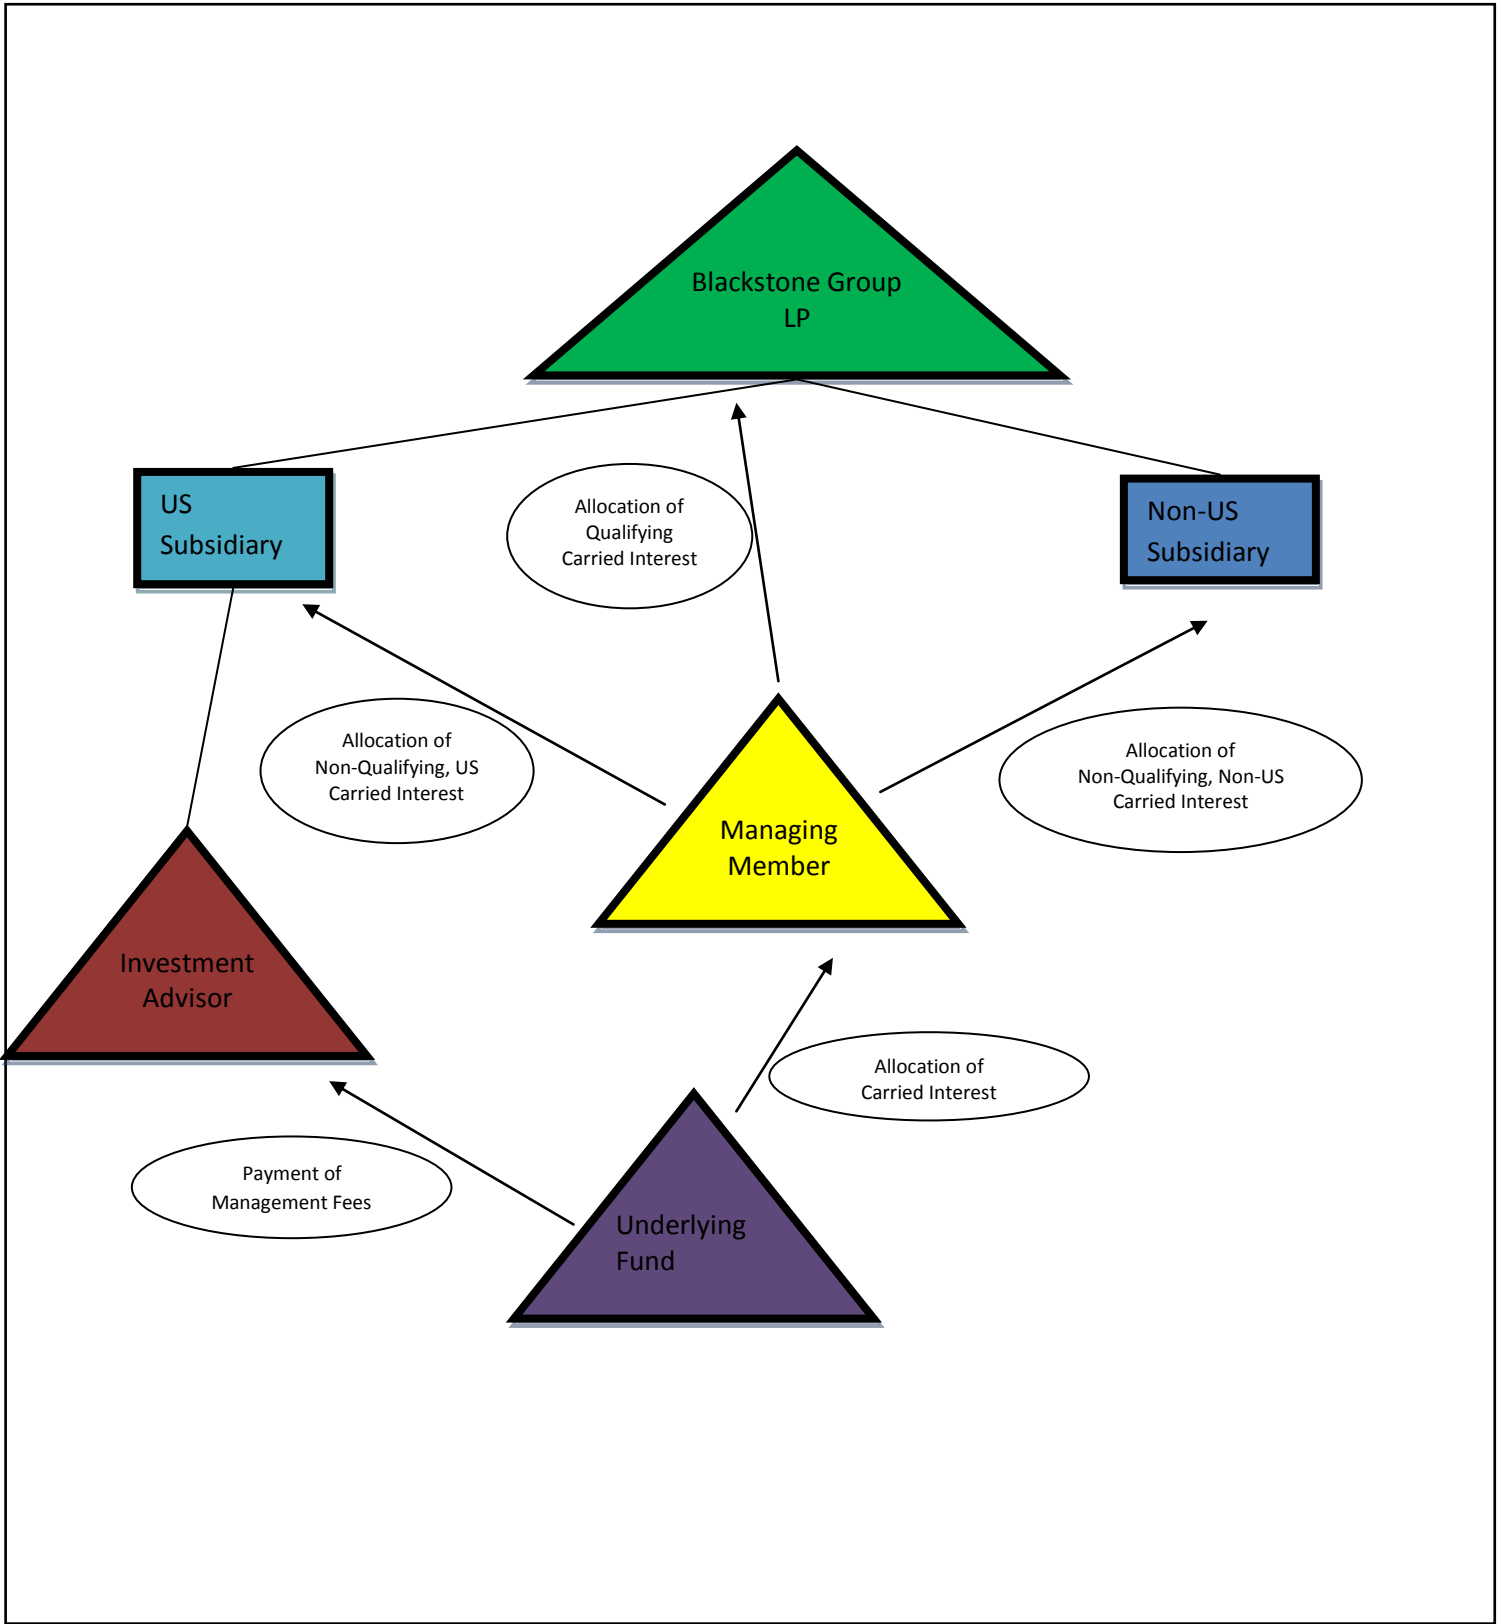 Blackstone Group
LP
US
Subsidiary
Allocation of
Qualifying
Carried Interest
Non-US
Subsidiary
Allocation of
Non-Qualifying, US
Carried Interest
Allocation of
Non-Qualifying, Non-US
Carried Interest
Managing
Member
Investment
Advisor
Allocation of
Carried Interest
Payment of
Management Fees
Underlying
Fund